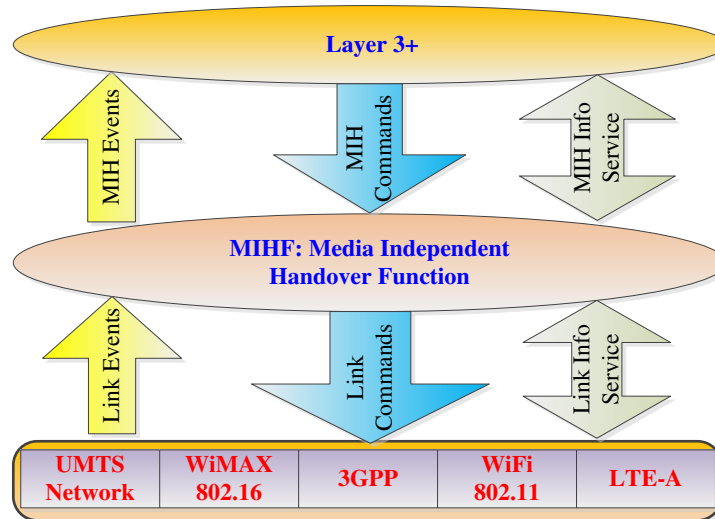 Layer 3+
MIH Events
MIH
Commands
MIH Info
Service
MIHF: Media Independent
Handover Function
Link Events
Link
Commands
Link Info
Service
UMTS
Network
WiMAX
802.16
3GPP
WiFi
802.11
LTE-A